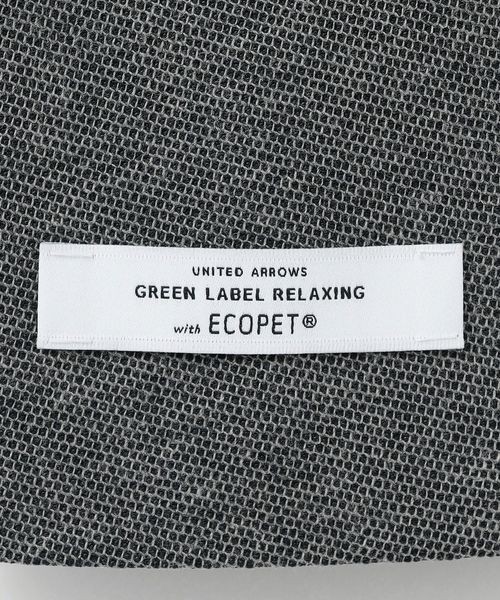 UNITED ARROWS
GREEN LABEL RELAXING
with ECOPET®